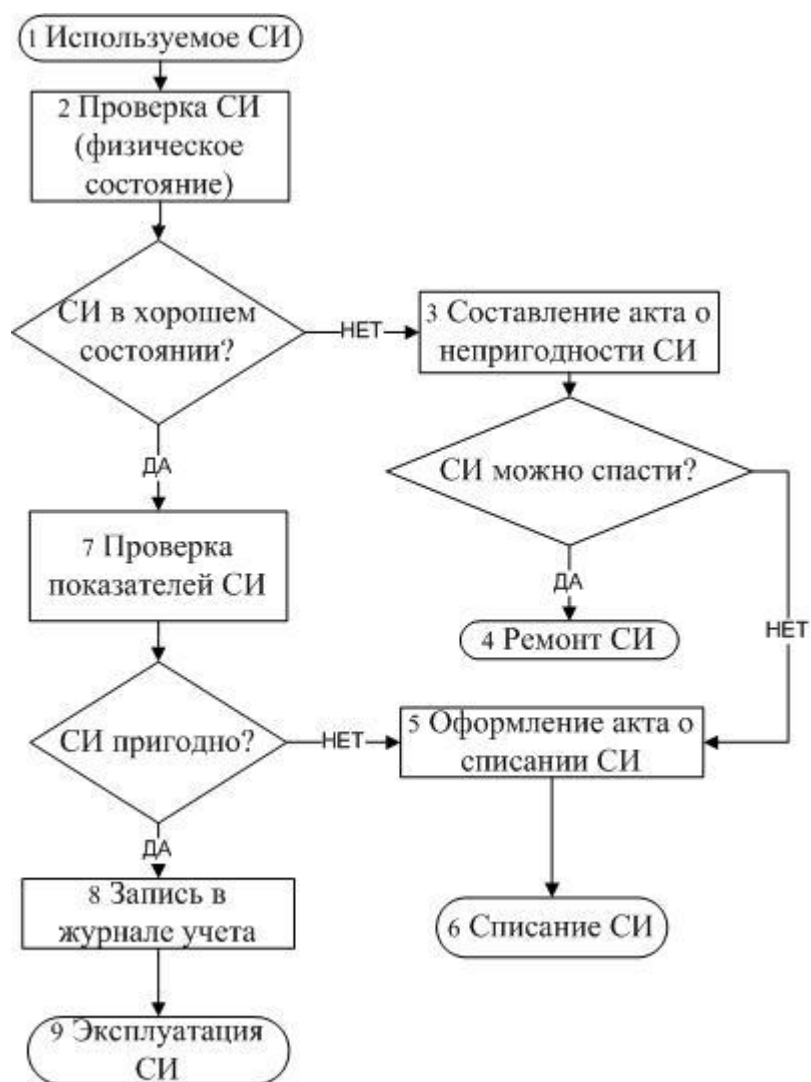 1 Используемое СИ
2 Проверка СИ
(физическое
состояние)
СИ в хорошем
состоянии?
НЕТ
3 Составление акта о
непригодности СИ
ДА
СИ можно спасти?
7 Проверка
показателей СИ
ДА
4 Ремонт СИ
НЕТ
СИ пригодно?
НЕТ
5 Оформление акта о
списании СИ
ДА
8 Запись в
журнале учета
6 Списание СИ
9 Эксплуатация
СИ